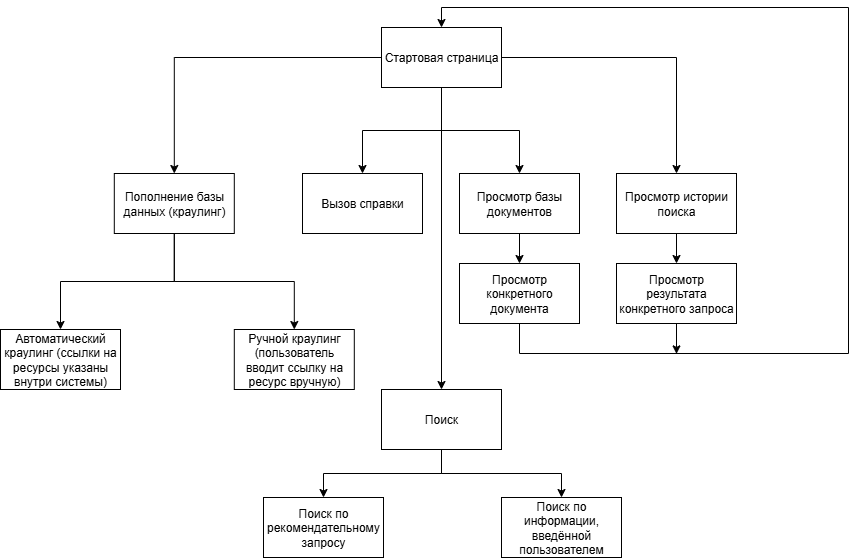 Стартовая страница
Пополнение базы
данных (краулинг)
Вызов справки
Просмотр базы
документов
Просмотр истории
поиска
Просмотр
конкретного
документа
Просмотр
результата
конкретного запроса
Автоматический
краулинг (ссылки на
ресурсы указаны
внутри системы)
Ручной краулинг
(пользователь
вводит ссылку на
ресурс вручную)
Поиск
Поиск по
рекомендательному
запросу
Поиск по
информации,
введённой
пользователем